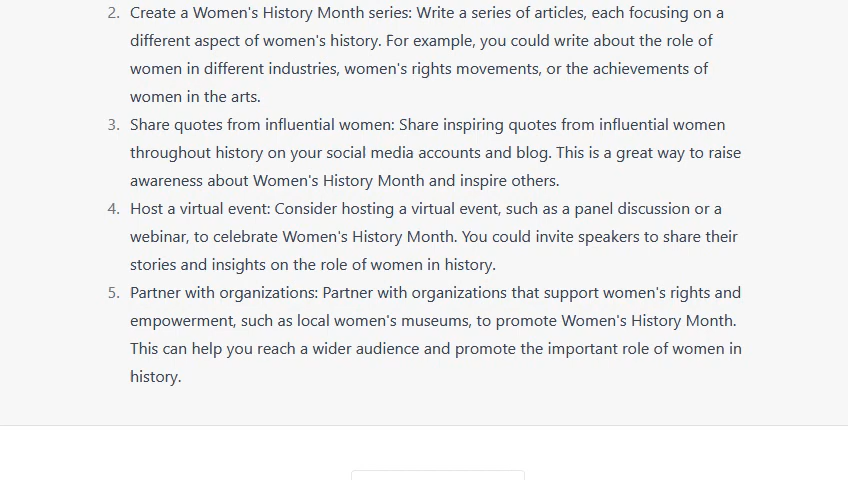 2. Create a Women's History Month series: Write a series of articles, each focusing on a
different aspect of women's history. For example, you could write about the role of
women in different industries, women's rights movements, or the achievements of
women in the arts.
3. Share quotes from influential women: Share inspiring quotes from influential women
throughout history on your social media accounts and blog. This is a great way to raise
awareness about Women's History Month and inspire others.
4. Host a virtual event: Consider hosting a virtual event, such as a panel discussion or a
webinar, to celebrate Women's History Month. You could invite speakers to share their
stories and insights on the role of women in history.
5. Partner with organizations: Partner with organizations that support women's rights and
empowerment, such as local women's museums, to promote Women's History Month.
This can help you reach a wider audience and promote the important role of women in
history.